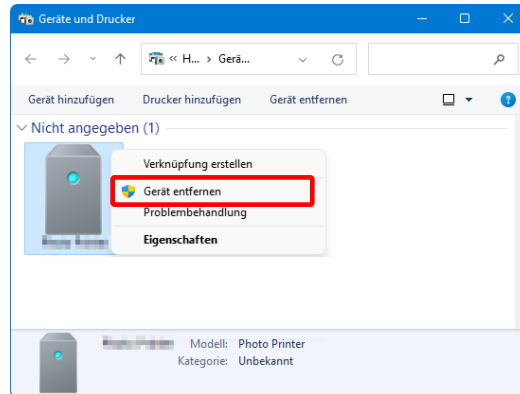 Geräte und Drucker
« H... › Gerä...
Gerät hinzufügen Drucker hinzufügen Gerät entfernen
Nicht angegeben (1)
Verknüpfung erstellen
Gerät entfernen
Problembehandlung
Eigenschaften
Modell: Photo Printer
Kategorie: Unbekannt